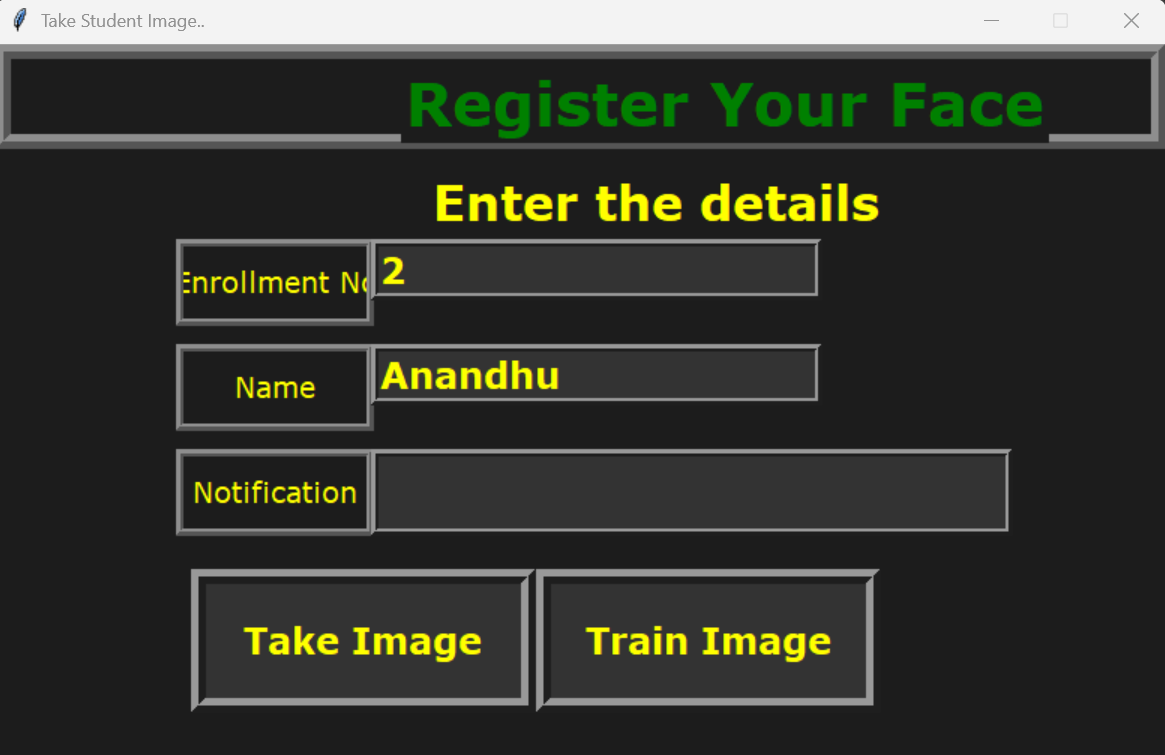 Take Student Image..
Register Your Face
Enter the details
Enrollment No
2
Name
Anandhu
Notification
Take Image
Train Image